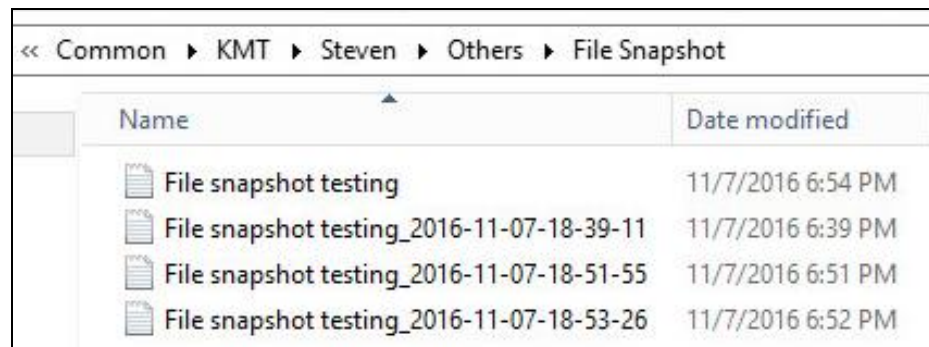 « Common ▸ KMT ▸ Steven ▸ Others ▸ File Snapshot
Name Date modified
File snapshot testing 11/7/2016 6:54 PM
File snapshot testing_2016-11-07-18-39-11 11/7/2016 6:39 PM
File snapshot testing_2016-11-07-18-51-55 11/7/2016 6:51 PM
File snapshot testing_2016-11-07-18-53-26 11/7/2016 6:52 PM